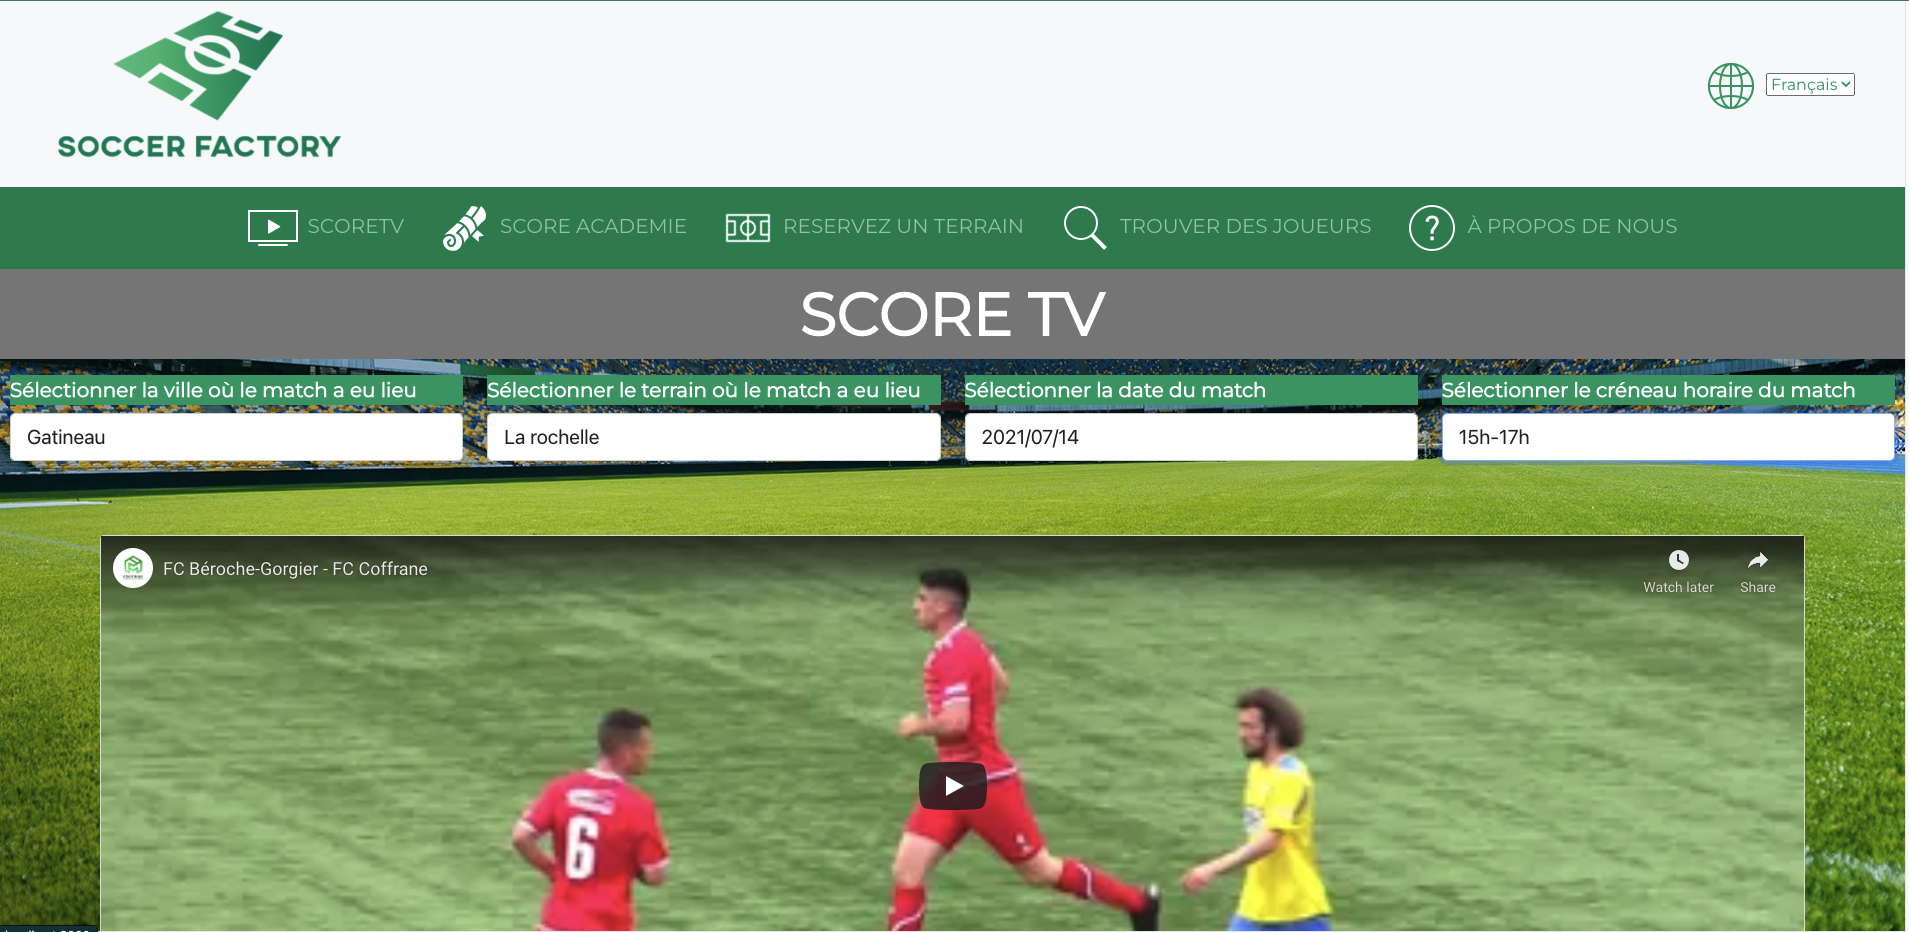 SOCCER FACTORY
Français
SCORETV
SCORE ACADEMIE
RESERVEZ UN TERRAIN
TROUVER DES JOUEURS
À PROPOS DE NOUS
SCORE TV
Sélectionner la ville où le match a eu lieu
Sélectionner le terrain où le match a eu lieu
Sélectionner la date du match
Sélectionner le créneau horaire du match
Gatineau
La rochelle
2021/07/14
15h-17h
FC Béroche-Gorgier - FC Coffrane
Watch later
Share
6